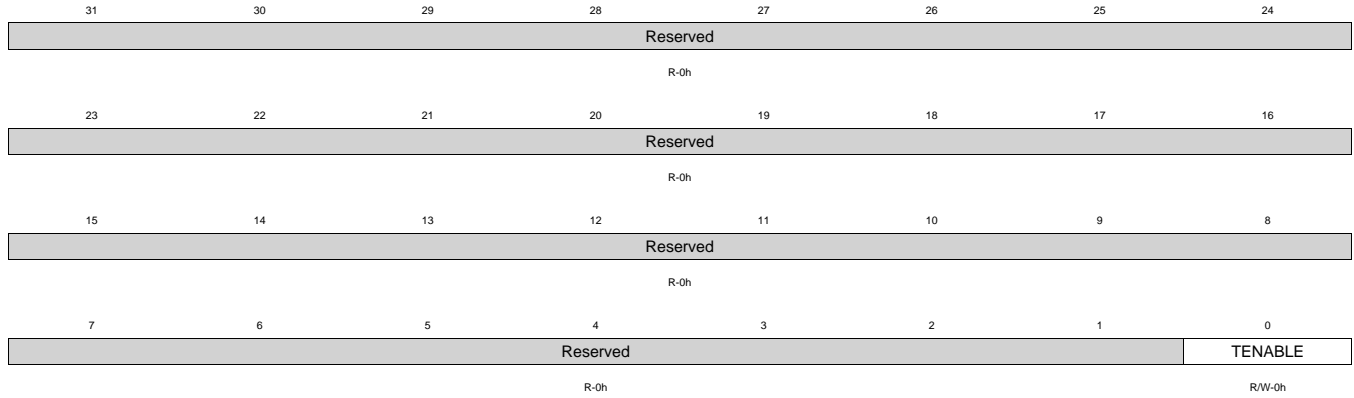 31 30 29 28 27 26 25 24
Reserved
R-0h
23 22 21 20 19 18 17 16
Reserved
R-0h
15 14 13 12 11 10 9 8
Reserved
R-0h
7 6 5 4 3 2 1 0
Reserved TENABLE
R-0h R/W-0h